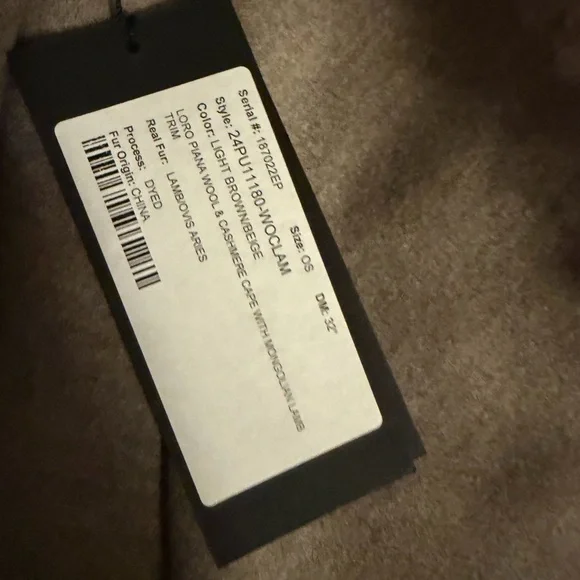 Serial #: 187022EP
Style: 24PU11180-WOCLAM Size: OS DM: 32"
Color: LIGHT BROWN/BEIGE
LORO PIANA WOOL & CASHMERE CAPE WITH MONGOLIAN LAMB
TRIM
Real Fur: LAMB|OVIS ARIES
Process: DYED
Fur Origin: CHINA